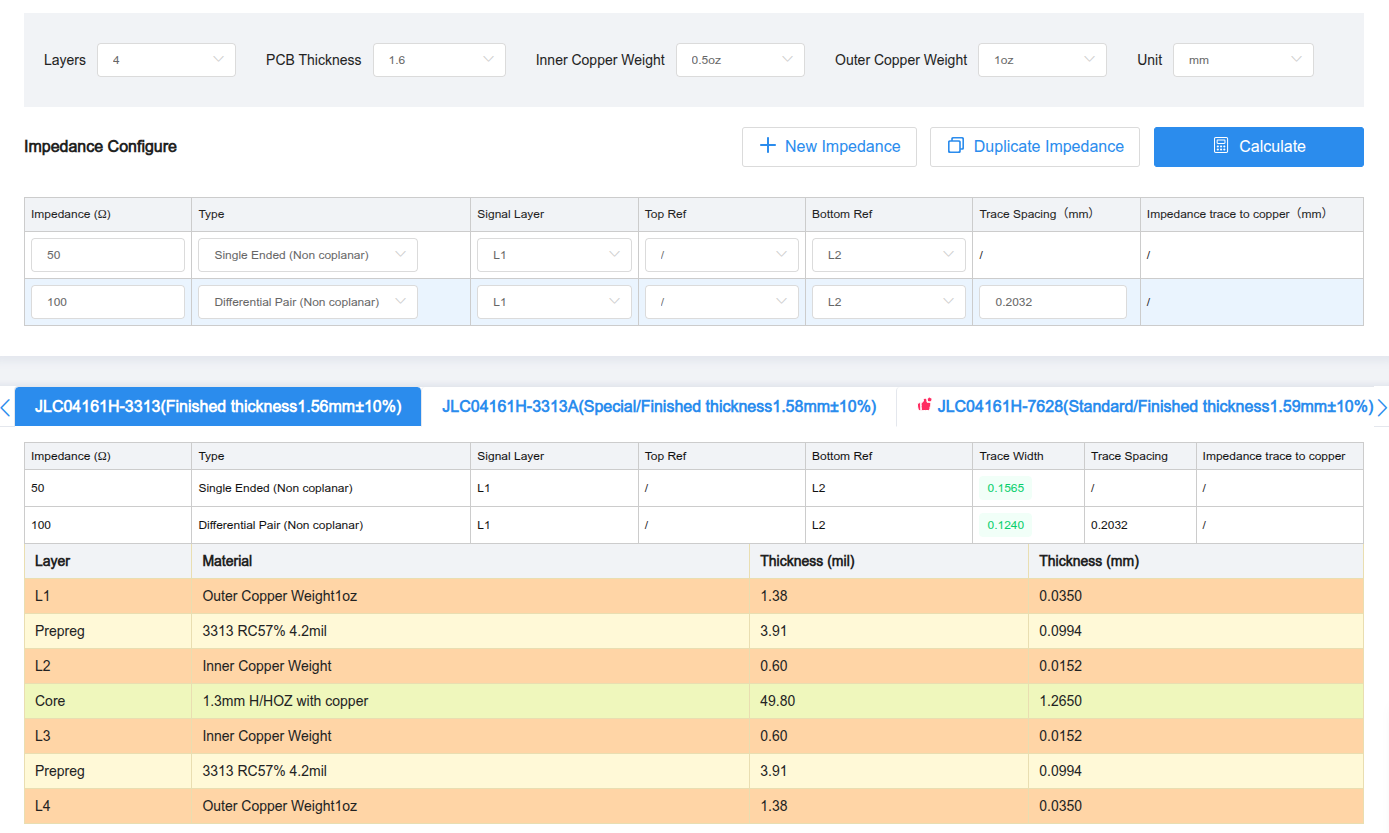 Layers 4 PCB Thickness 1.6 Inner Copper Weight 0.5oz Outer Copper Weight 1oz Unit mm
Impedance Configure New Impedance Duplicate Impedance Calculate
Impedance (Ω) Type Signal Layer Top Ref Bottom Ref Trace Spacing（mm） Impedance trace to copper（mm）
50 Single Ended (Non coplanar) L1 / L2 / /
100 Differential Pair (Non coplanar) L1 / L2 0.2032 /
JLC04161H-3313(Finished thickness1.56mm±10%) JLC04161H-3313A(Special/Finished thickness1.58mm±10%) JLC04161H-7628(Standard/Finished thickness1.59mm±10%)
Impedance (Ω) Type Signal Layer Top Ref Bottom Ref Trace Width Trace Spacing Impedance trace to copper
50 Single Ended (Non coplanar) L1 / L2 0.1565 / /
100 Differential Pair (Non coplanar) L1 / L2 0.1240 0.2032 /
Layer Material Thickness (mil) Thickness (mm)
L1 Outer Copper Weight1oz 1.38 0.0350
Prepreg 3313 RC57% 4.2mil 3.91 0.0994
L2 Inner Copper Weight 0.60 0.0152
Core 1.3mm H/HOZ with copper 49.80 1.2650
L3 Inner Copper Weight 0.60 0.0152
Prepreg 3313 RC57% 4.2mil 3.91 0.0994
L4 Outer Copper Weight1oz 1.38 0.0350